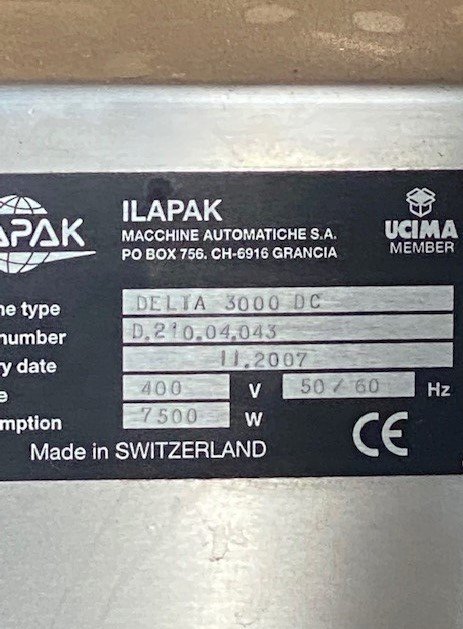 APAK
ILAPAK
MACCHINE AUTOMATICHE S.A.
PO BOX 756. CH-6916 GRANCIA
UCIMA
MEMBER
ne type DELTA 3000 DC
number D.210.04.043
ry date 11.2007
e 400 V 50/60 Hz
mption 7500 W
Made in SWITZERLAND CE